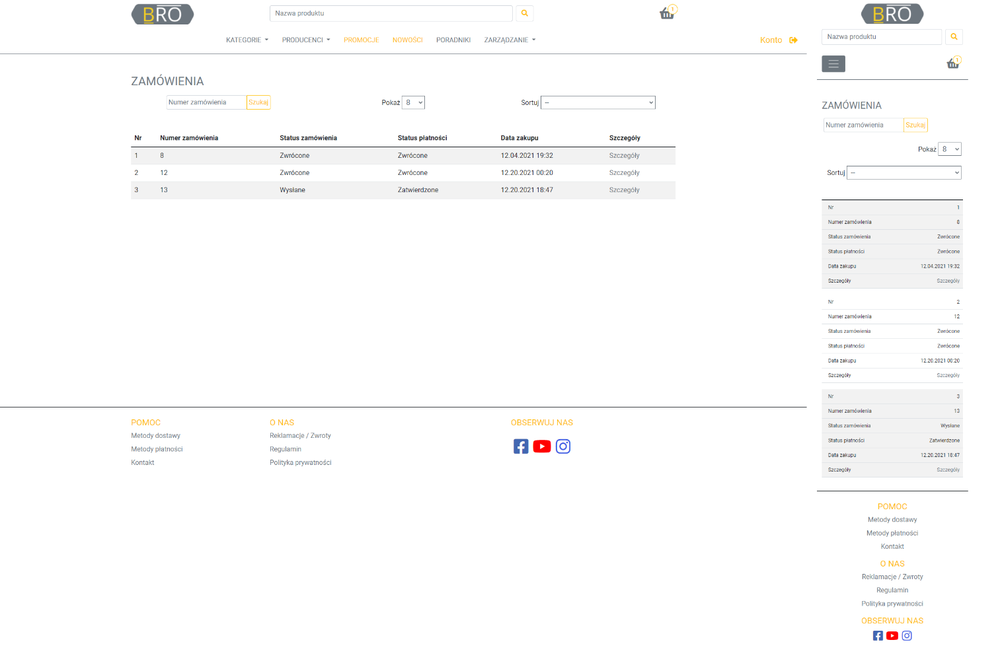 BRO
Nazwa produktu
1
KATEGORIE PRODUCENCI PROMOCJE NOWOŚCI PORADNIKI ZARZĄDZANIE Konto
ZAMÓWIENIA
Numer zamówienia Szukaj Pokaż 8 Sortuj --
Nr Numer zamówienia Status zamówienia Status płatności Data zakupu Szczegóły
1 8 Zwrócone Zwrócone 12.04.2021 19:32 Szczegóły
2 12 Zwrócone Zwrócone 12.20.2021 00:20 Szczegóły
3 13 Wysłane Zatwierdzone 12.20.2021 18:47 Szczegóły
POMOC O NAS OBSERWUJ NAS
Metody dostawy Reklamacje / Zwroty
Metody płatności Regulamin
Kontakt Polityka prywatności
BRO
Nazwa produktu
1
ZAMÓWIENIA
Numer zamówienia Szukaj
Pokaż 8
Sortuj --
Nr 1
Numer zamówienia 8
Status zamówienia Zwrócone
Status płatności Zwrócone
Data zakupu 12.04.2021 19:32
Szczegóły Szczegóły
Nr 2
Numer zamówienia 12
Status zamówienia Zwrócone
Status płatności Zwrócone
Data zakupu 12.20.2021 00:20
Szczegóły Szczegóły
Nr 3
Numer zamówienia 13
Status zamówienia Wysłane
Status płatności Zatwierdzone
Data zakupu 12.20.2021 18:47
Szczegóły Szczegóły
POMOC
Metody dostawy
Metody płatności
Kontakt
O NAS
Reklamacje / Zwroty
Regulamin
Polityka prywatności
OBSERWUJ NAS